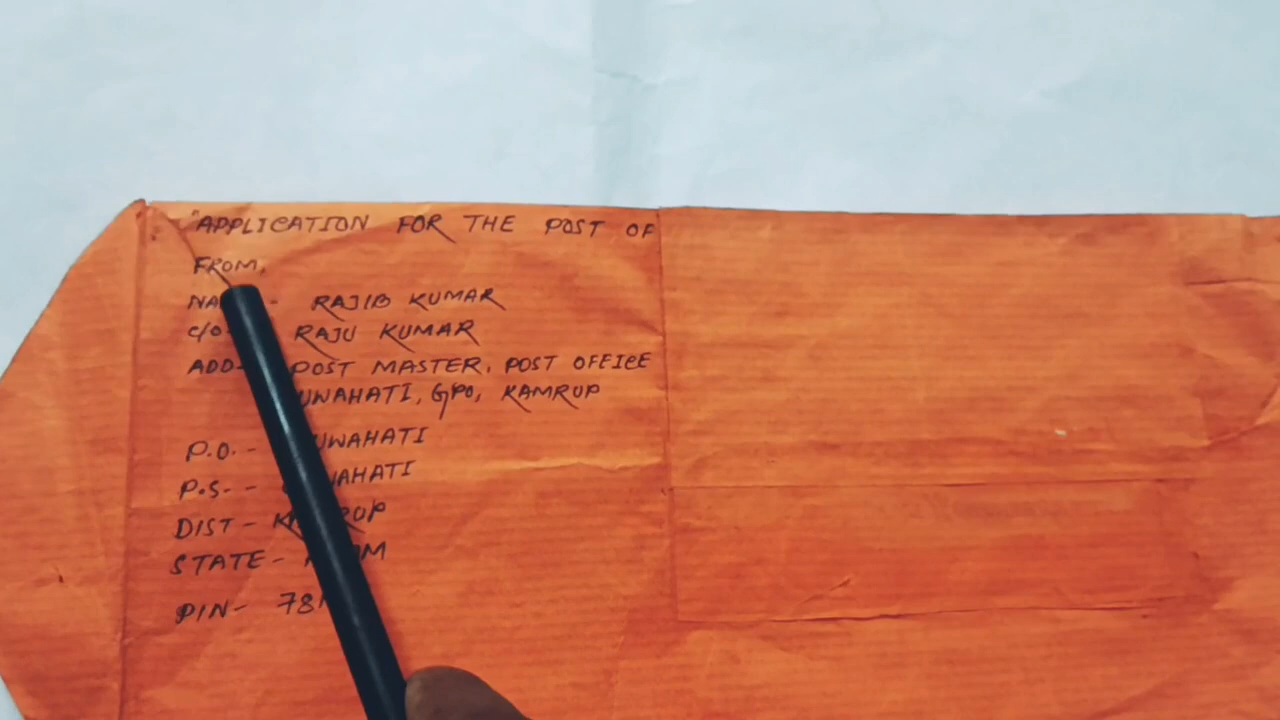 "APPLICATION FOR THE POST OF
FROM,
- RAJIB KUMAR
C/O- RAJU KUMAR
ADD- POST MASTER, POST OFFICE
GPO, KAMRUP
P.O. -
P.S. -
DIST -
STATE -
PIN -